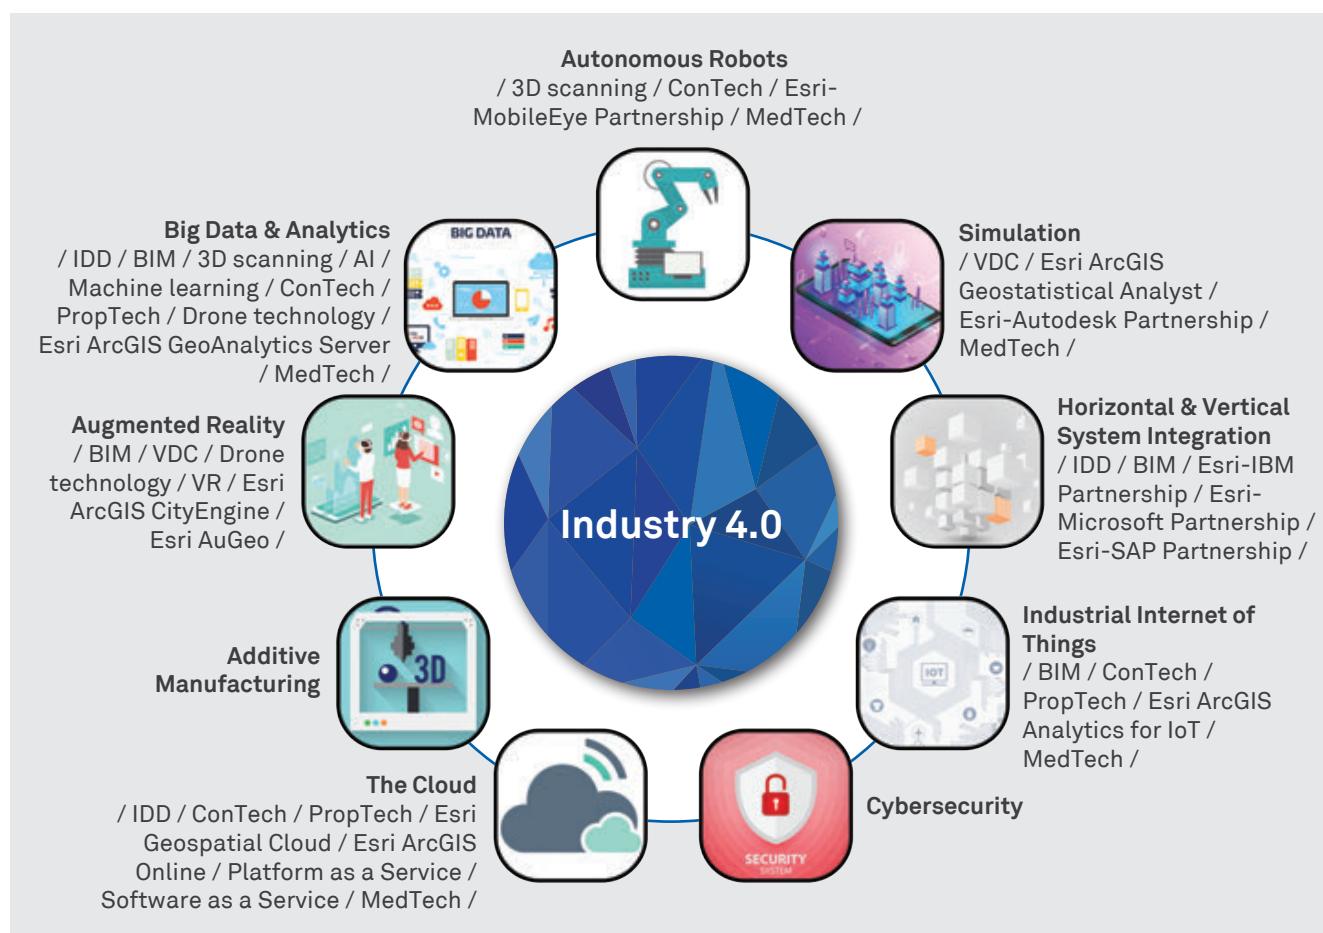 Autonomous Robots
/ 3D scanning / ConTech / Esri-
MobileEye Partnership / MedTech /
Big Data & Analytics
/ IDD / BIM / 3D scanning / AI /
Machine learning / ConTech /
PropTech / Drone technology /
Esri ArcGIS GeoAnalytics Server
/ MedTech /
BIG DATA
Simulation
/ VDC / Esri ArcGIS
Geostatistical Analyst /
Esri-Autodesk Partnership /
MedTech /
Augmented Reality
/ BIM / VDC / Drone
technology / VR / Esri
ArcGIS CityEngine /
Esri AuGeo /
Industry 4.0
Horizontal & Vertical
System Integration
/ IDD / BIM / Esri-IBM
Partnership / Esri-
Microsoft Partnership /
Esri-SAP Partnership /
Additive
Manufacturing
3D
Industrial Internet of
Things
/ BIM / ConTech /
PropTech / Esri ArcGIS
Analytics for IoT /
MedTech /
IOT
The Cloud
/ IDD / ConTech / PropTech / Esri
Geospatial Cloud / Esri ArcGIS
Online / Platform as a Service /
Software as a Service / MedTech /
Cybersecurity
SECURITY
SYSTEM